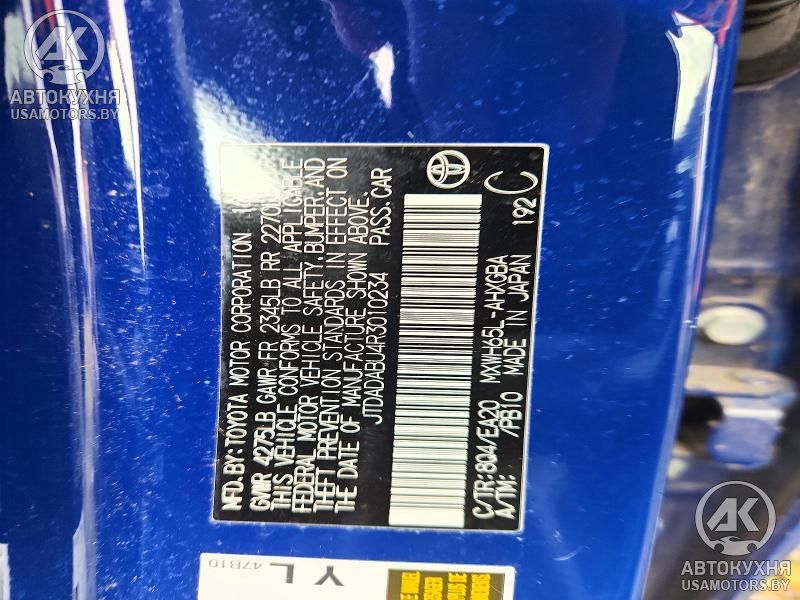 АВТОКУХНЯ
USAMOTORS.BY
MFD. BY: TOYOTA MOTOR CORPORATION
GVWR 4275LB GAWR FR 2345LB RR 2270LB
THIS VEHICLE CONFORMS TO ALL APPLICABLE
FEDERAL MOTOR VEHICLE SAFETY, BUMPER, AND
THEFT PREVENTION STANDARDS IN EFFECT ON
THE DATE OF MANUFACTURE SHOWN ABOVE.
JTDADABU4R3010234 PASS. CAR
C/TR: 804/EA20 MXWH65L-AHXGBA
A/TM: /PB10 MADE IN JAPAN 192 C
YL
47B10
АВТОКУХНЯ
USAMOTORS.BY